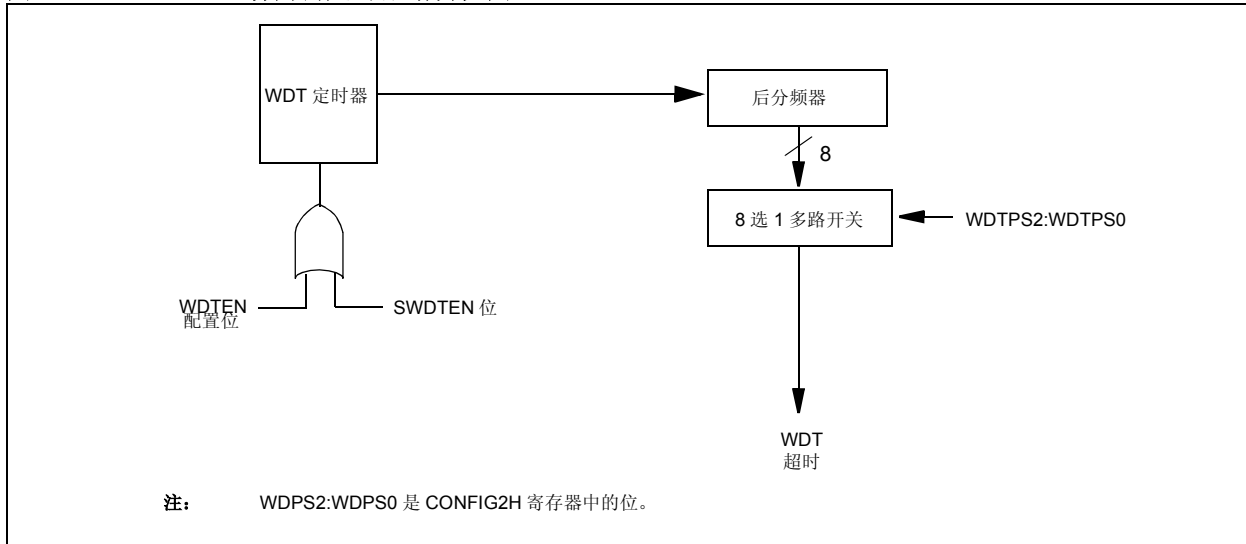 WDT 定时器
后分频器
8
8 选 1 多路开关
WDTPS2:WDTPS0
WDTEN
配置位
SWDTEN 位
WDT
超时
注： WDPS2:WDPS0 是 CONFIG2H 寄存器中的位。